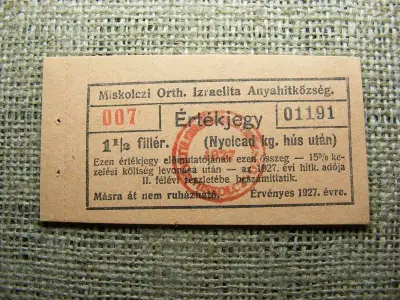 Miskolczi Orth. Izraelita Anyahitközség.
007 Értékjegy 01191
1½ fillér. (Nyolcad kg. hús után)
Ezen értékjegy előmutatójának ezen összeg — 15% ke-
zelési költség levonása után — az 1927. évi hitk. adója
II. félévi részletébe beszámíttatik.
Másra át nem ruházható. Érvényes 1927. évre.